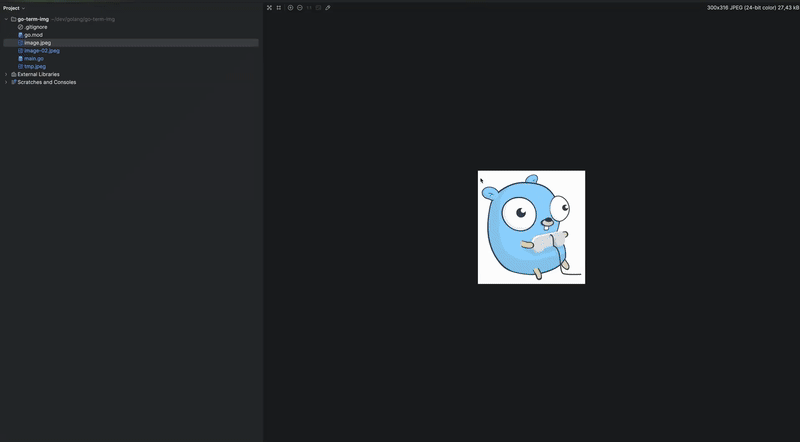 Project
go-term-img ~/dev/golang/go-term-img
.gitignore
go.mod
image.jpeg
image-02.jpeg
main.go
tmp.jpeg
External Libraries
Scratches and Consoles
300x316 JPEG (24-bit color) 27,43 kB